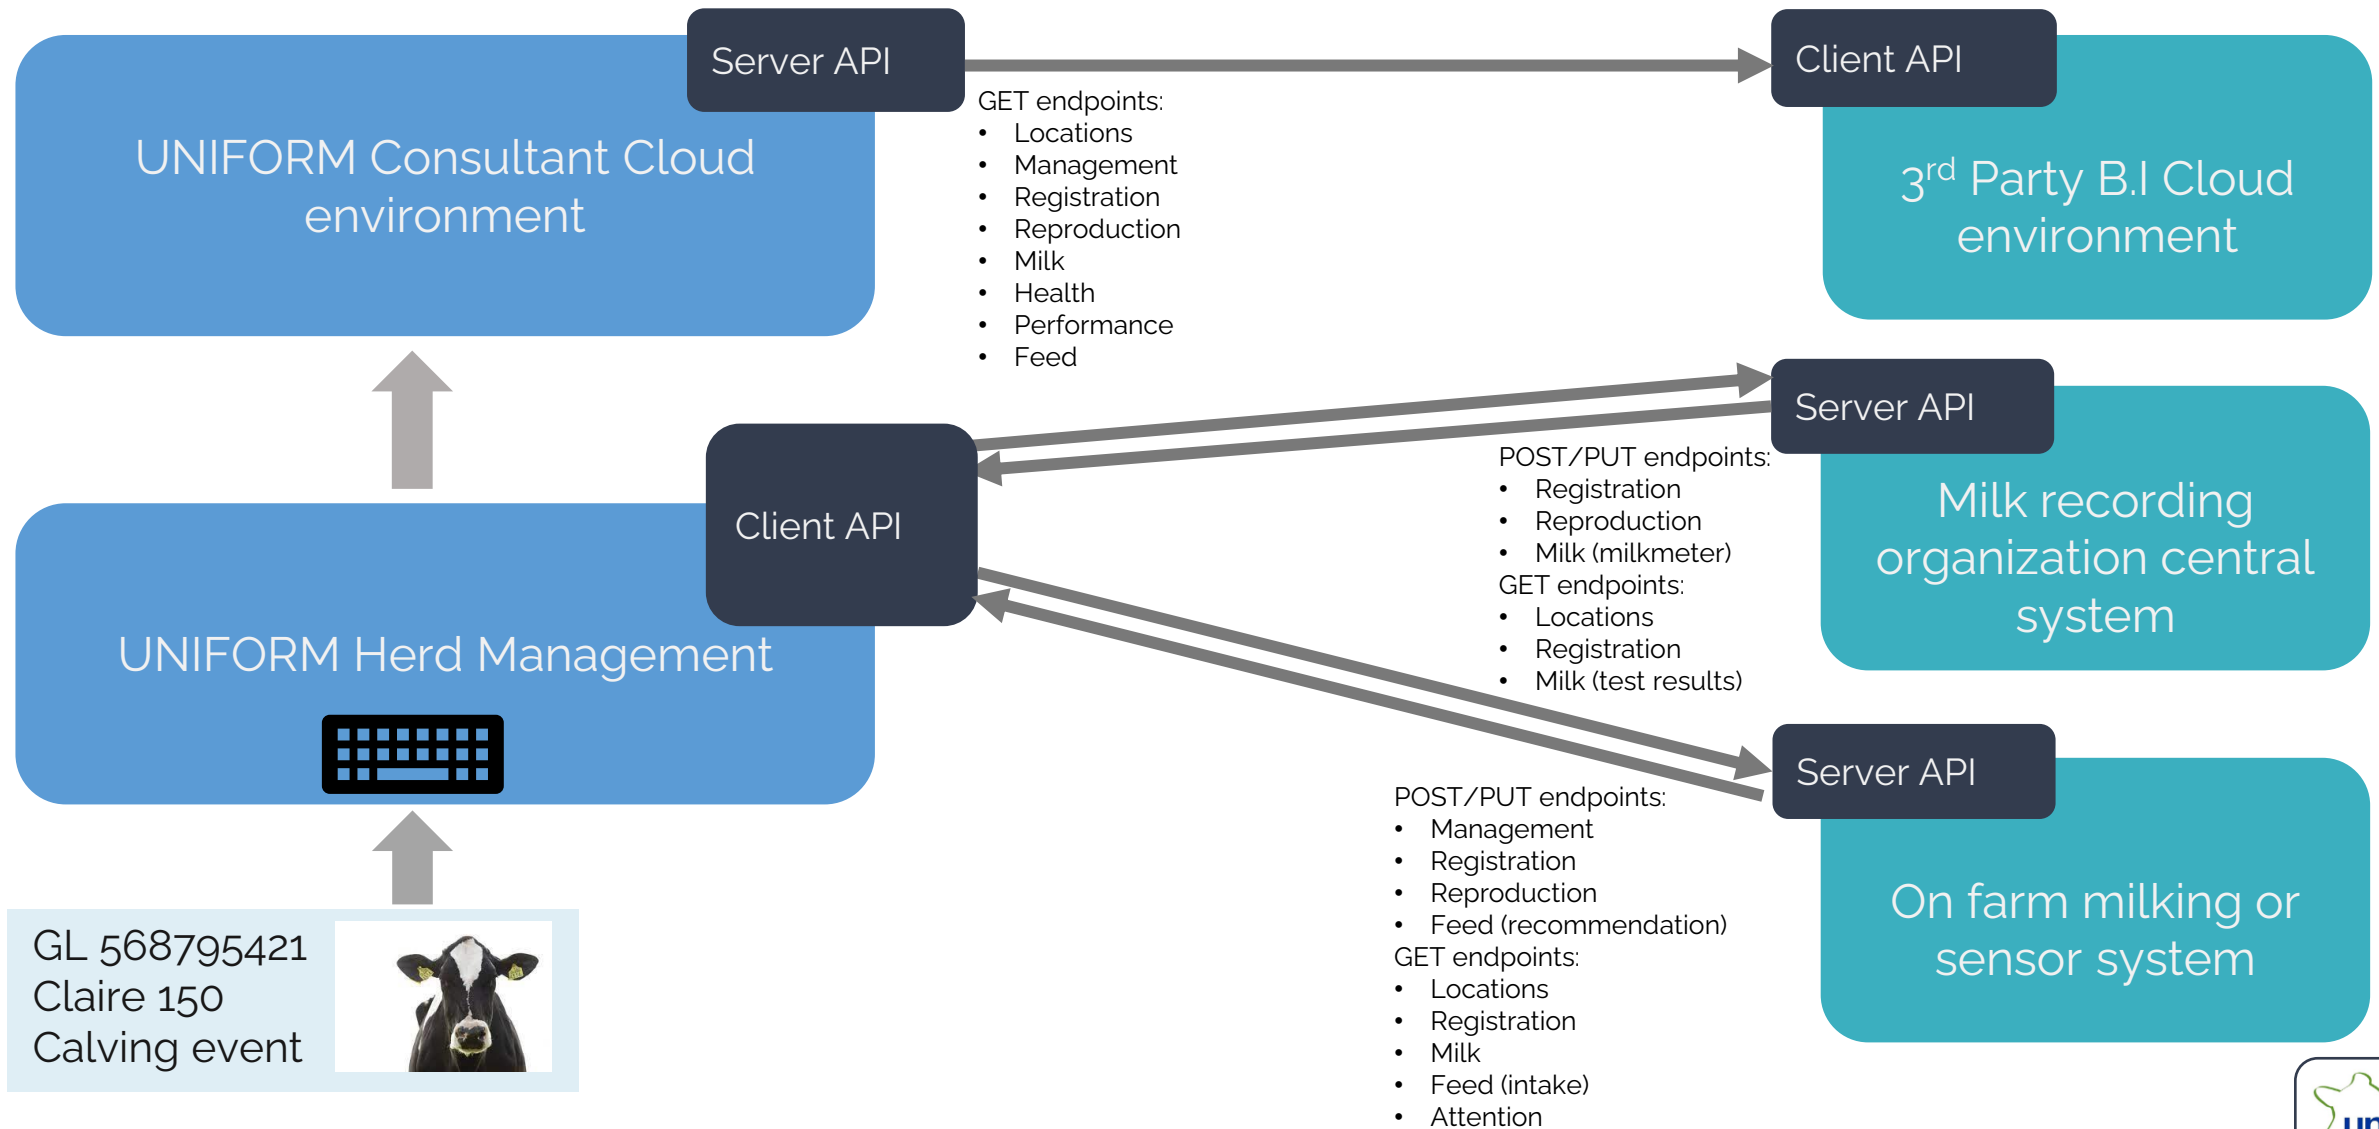 Server API
Client API
UNIFORM Consultant Cloud
environment
GET endpoints:
• Locations
• Management
• Registration
• Reproduction
• Milk
• Health
• Performance
• Feed
3rd Party B.I Cloud
environment
Client API
UNIFORM Herd Management
Server API
POST/PUT endpoints:
• Registration
• Reproduction
• Milk (milkmeter)
GET endpoints:
• Locations
• Registration
• Milk (test results)
Milk recording
organization central
system
Server API
POST/PUT endpoints:
• Management
• Registration
• Reproduction
• Feed (recommendation)
GET endpoints:
• Locations
• Registration
• Milk
• Feed (intake)
• Attention
On farm milking or
sensor system
GL 568795421
Claire 150
Calving event